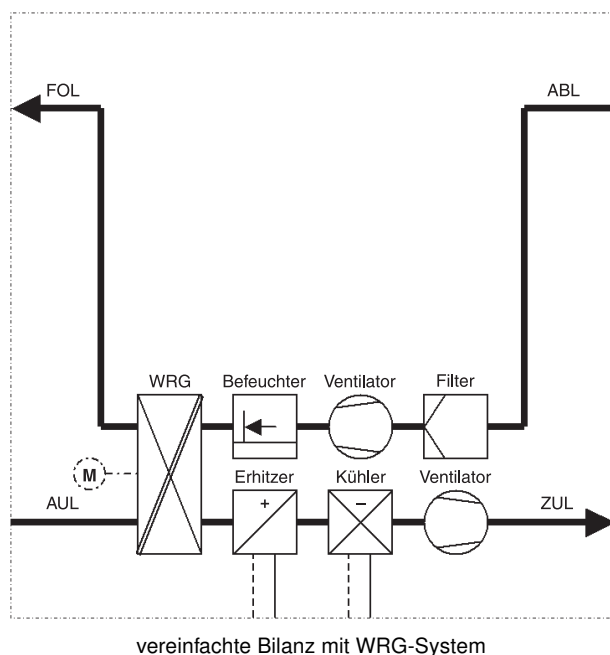 FOL ABL
WRG Befeuchter Ventilator Filter
M
Erhitzer Kühler Ventilator
+ −
AUL ZUL
vereinfachte Bilanz mit WRG-System